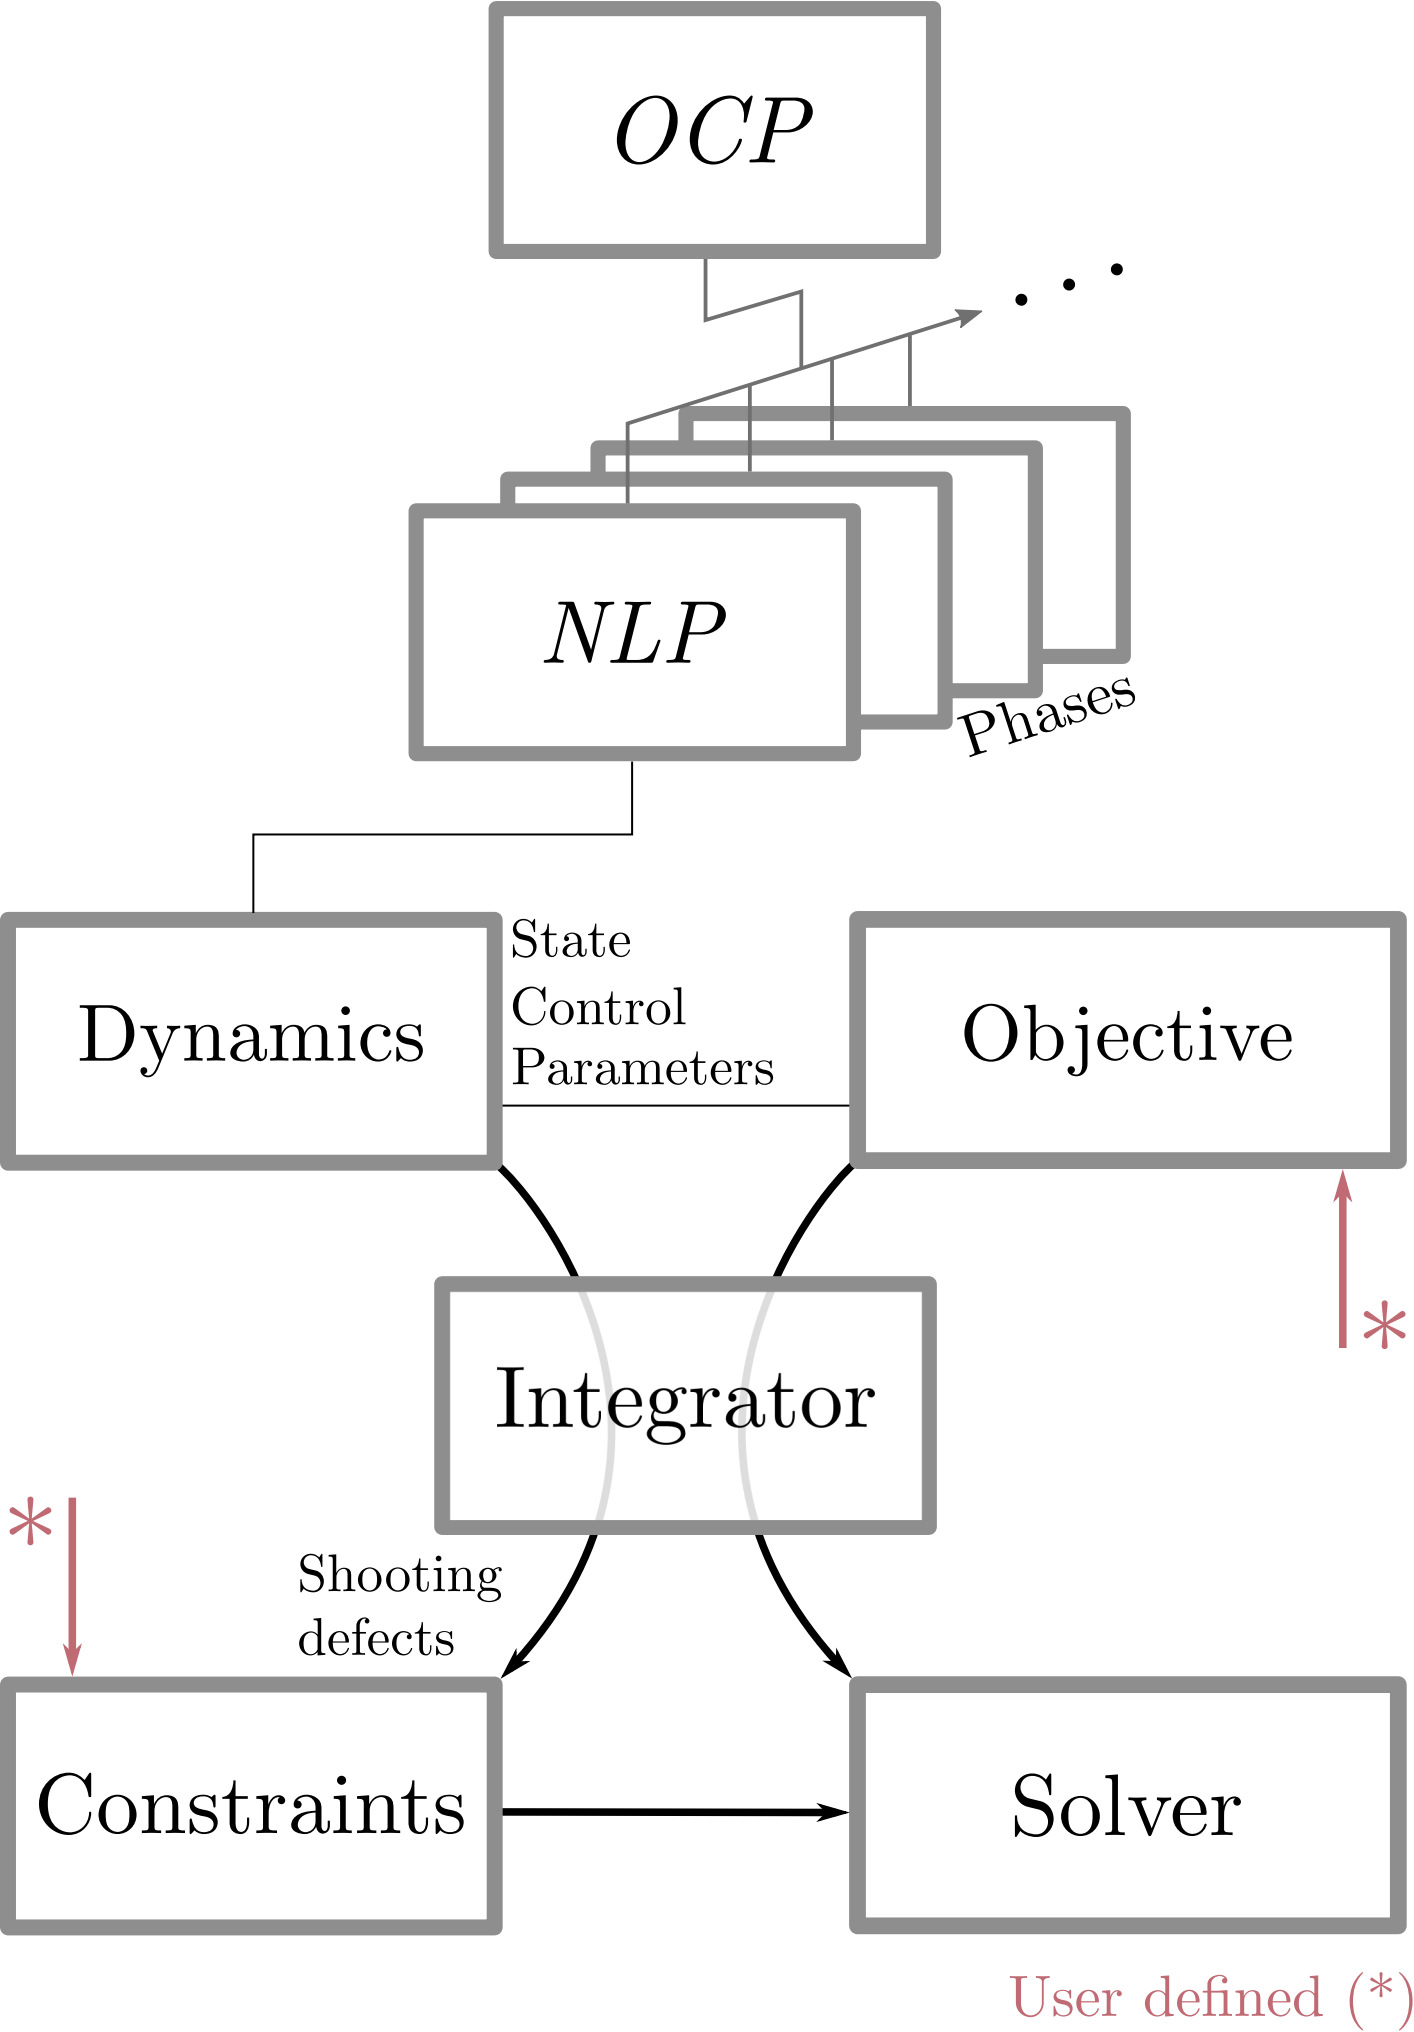 OCP
. . .
NLP
Phases
State
Control
Parameters
Dynamics
Objective
*
Integrator
*
Shooting
defects
Constraints
Solver
User defined (*)